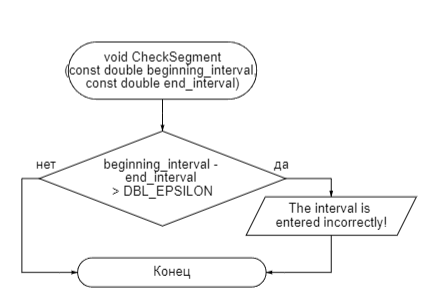 void CheckSegment
(const double beginning_interval,
const double end_interval)
нет
beginning_interval -
end_interval
> DBL_EPSILON
да
The interval is
entered incorrectly!
Конец